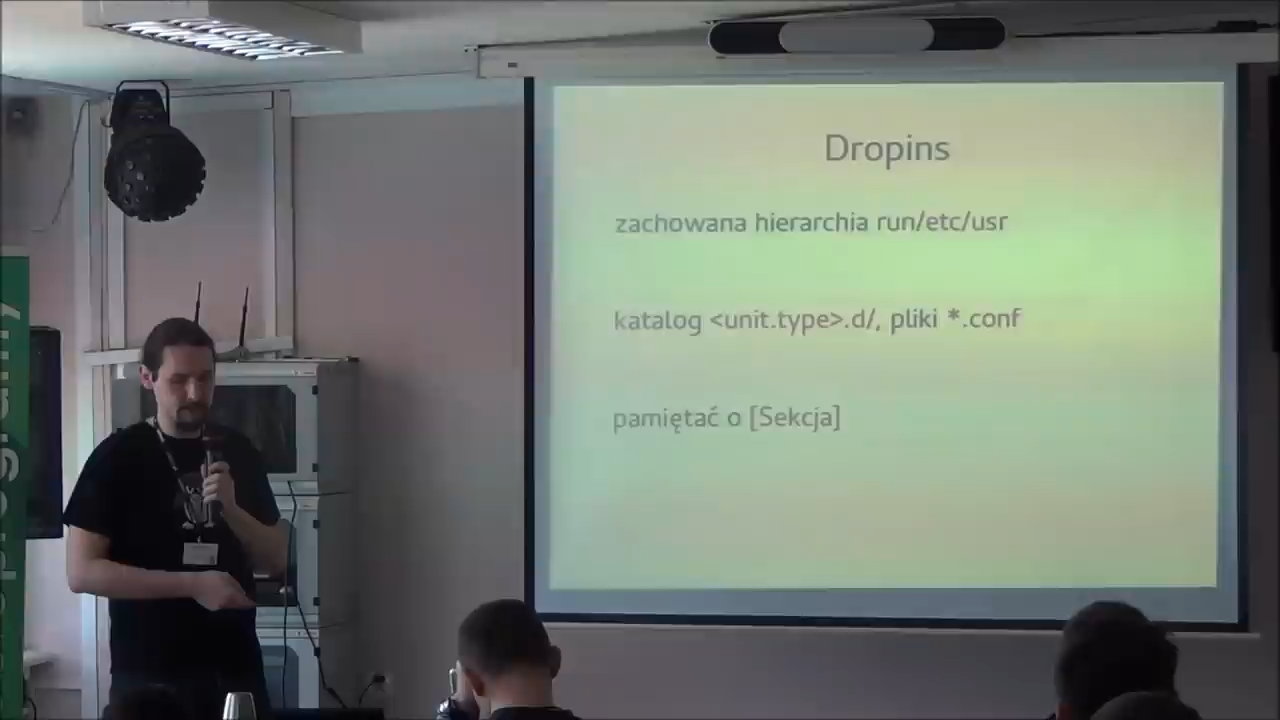 Dropins
zachowana hierarchia run/etc/usr
katalog <unit.type>.d/, pliki *.conf
pamiętać o [Sekcja]